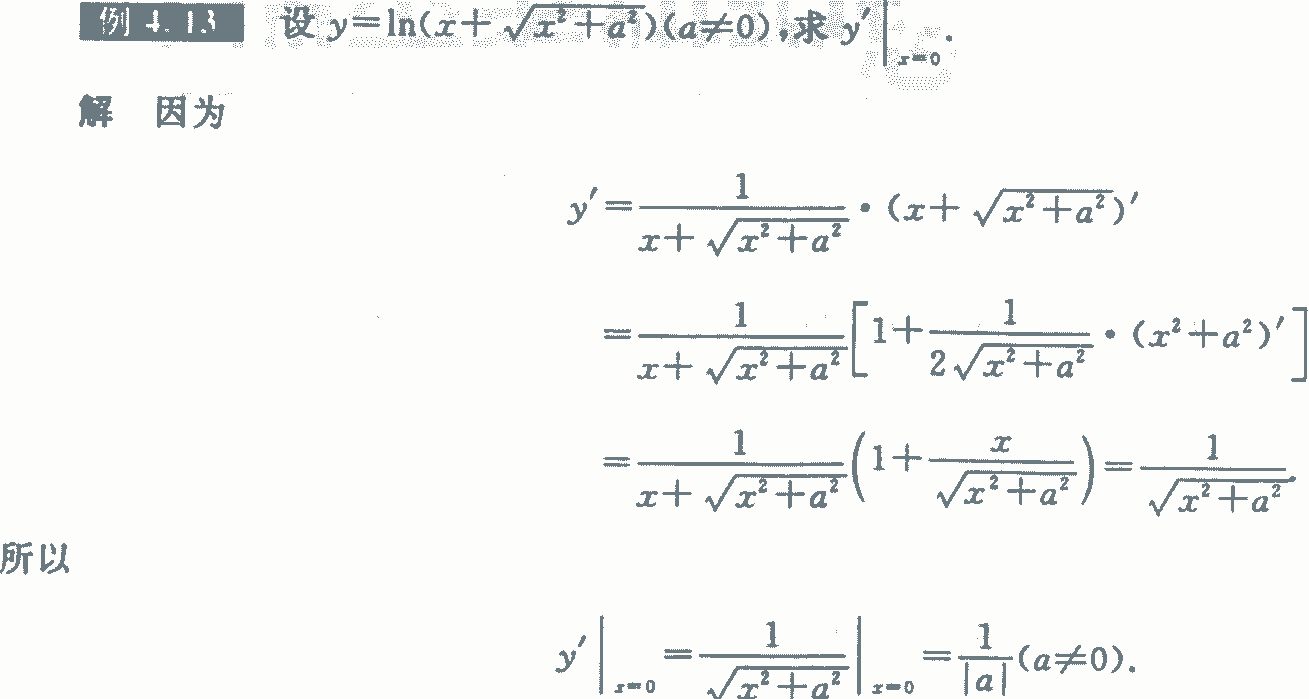 例 4.13 设 y=ln(x+√(x²+a²))(a≠0),求 y′|ₓ₌₀.
解 因为
y′=1/(x+√(x²+a²))·(x+√(x²+a²))′
=1/(x+√(x²+a²))[1+1/(2√(x²+a²))·(x²+a²)′]
=1/(x+√(x²+a²))(1+x/√(x²+a²))=1/√(x²+a²).
所以
y′|ₓ₌₀=1/√(x²+a²)|ₓ₌₀=1/|a|(a≠0).